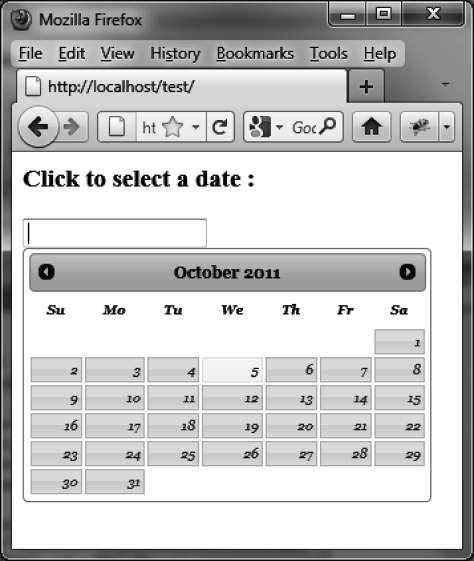 Mozilla Firefox
File Edit View History Bookmarks Tools Help
http://localhost/test/
ht Goo
Click to select a date :
October 2011
Su Mo Tu We Th Fr Sa
1
2 3 4 5 6 7 8
9 10 11 12 13 14 15
16 17 18 19 20 21 22
23 24 25 26 27 28 29
30 31